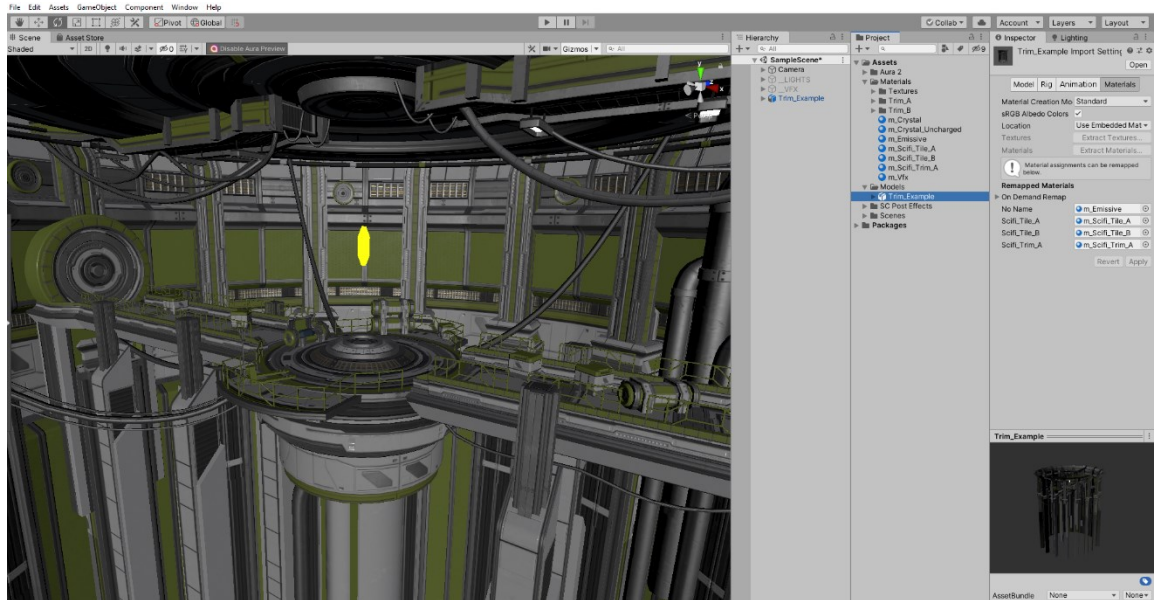 File Edit Assets GameObject Component Window Help
Pivot Global Collab Account Layers Layout
Scene Asset Store
Shaded 2D 0 Disable Aura Preview Gizmos All
Hierarchy
All
SampleScene*
Camera
_LIGHTS
_VFX
Trim_Example
Project
9
Assets
Aura 2
Materials
Textures
Trim_A
Trim_B
m_Crystal
m_Crystal_Uncharged
m_Emissive
m_Scifi_Tile_A
m_Scifi_Tile_B
m_Scifi_Trim_A
m_Vfx
Models
Trim_Example
SC Post Effects
Scenes
Packages
Inspector Lighting
Trim_Example Import Setting
Open
Model Rig Animation Materials
Material Creation Mo Standard
sRGB Albedo Colors
Location Use Embedded Mat
Textures Extract Textures...
Materials Extract Materials...
Material assignments can be remapped
below.
Remapped Materials
On Demand Remap
No Name m_Emissive
Scifi_Tile_A m_Scifi_Tile_A
Scifi_Tile_B m_Scifi_Tile_B
Scifi_Trim_A m_Scifi_Trim_A
Revert Apply
Trim_Example
AssetBundle None None
y
x